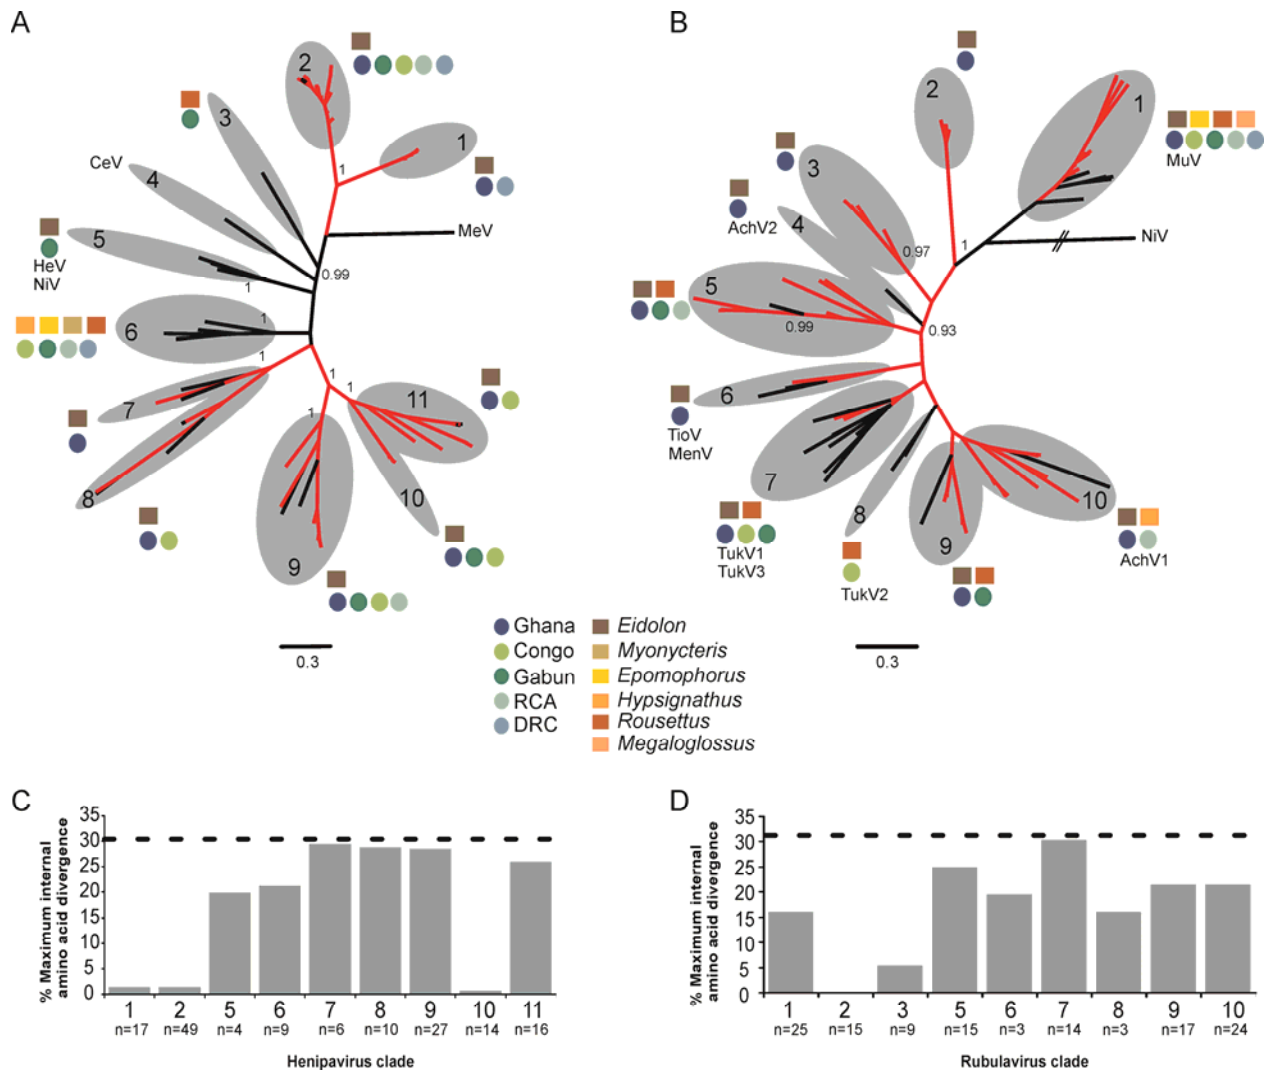 A
2
3
1
1
CeV
4
MeV
5
HeV
NiV
1
0.99
6
1
1
1
1
1
11
7
8
10
9
0.3
B
2
1
MuV
3
AchV2
4
0.97
1
NiV
5
0.99
0.93
6
TioV
MenV
7
8
9
10
TukV1
TukV3
TukV2
AchV1
0.3
Ghana
Congo
Gabun
RCA
DRC
Eidolon
Myonycteris
Epomophorus
Hypsignathus
Rousettus
Megaloglossus
C
% Maximum internal
amino acid divergence
35
30
25
20
15
10
5
0
1 2 5 6 7 8 9 10 11
n=17 n=49 n=4 n=9 n=6 n=10 n=27 n=14 n=16
Henipavirus clade
D
% Maximum internal
amino acid divergence
35
30
25
20
15
10
5
0
1 2 3 5 6 7 8 9 10
n=25 n=15 n=9 n=15 n=3 n=14 n=3 n=17 n=24
Rubulavirus clade